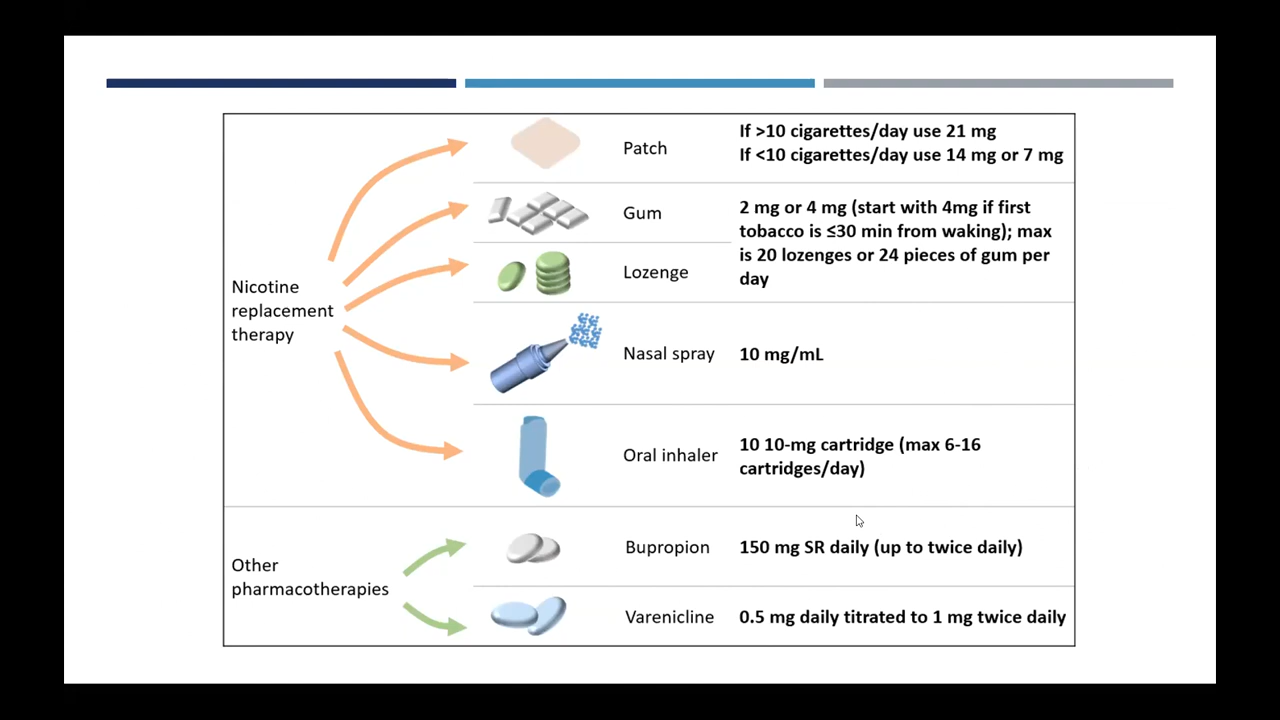 Nicotine
replacement
therapy
Patch
If >10 cigarettes/day use 21 mg
If <10 cigarettes/day use 14 mg or 7 mg
Gum
Lozenge
2 mg or 4 mg (start with 4mg if first
tobacco is ≤30 min from waking); max
is 20 lozenges or 24 pieces of gum per
day
Nasal spray
10 mg/mL
Oral inhaler
10 10-mg cartridge (max 6-16
cartridges/day)
Other
pharmacotherapies
Bupropion
150 mg SR daily (up to twice daily)
Varenicline
0.5 mg daily titrated to 1 mg twice daily